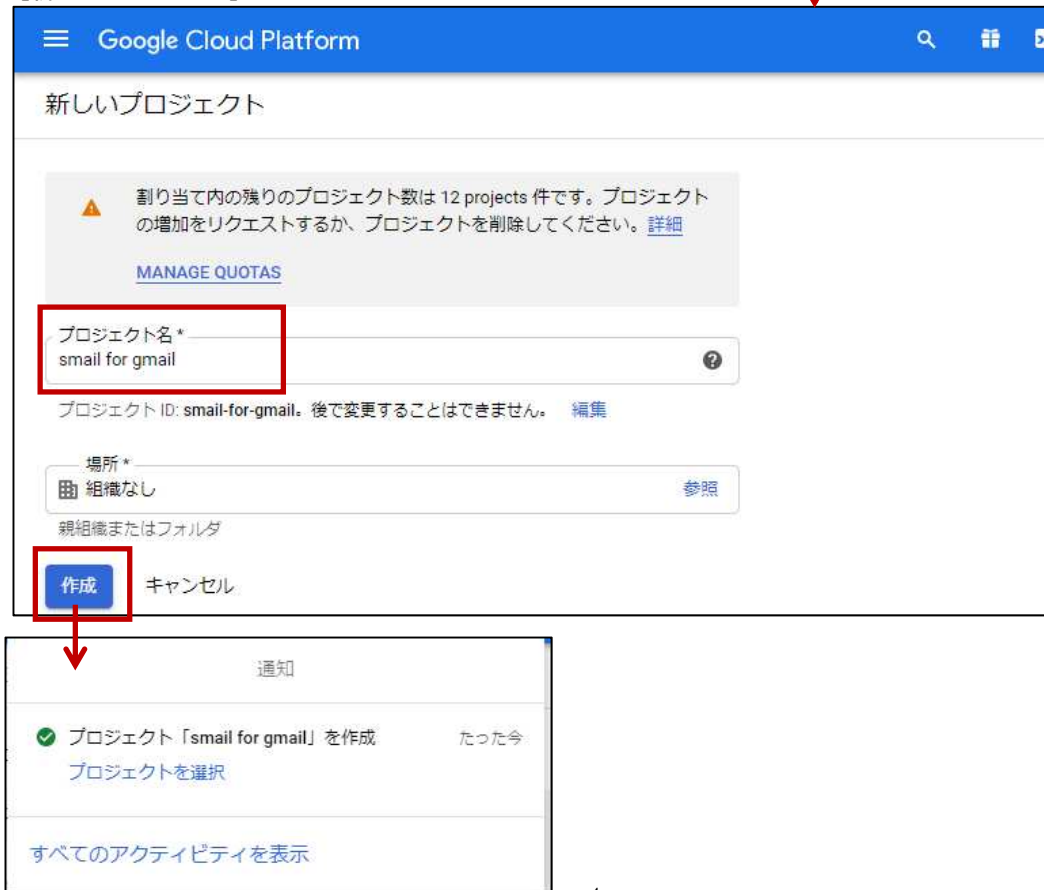 Google Cloud Platform
新しいプロジェクト
割り当て内の残りのプロジェクト数は 12 projects 件です。プロジェクト
の増加をリクエストするか、プロジェクトを削除してください。詳細
MANAGE QUOTAS
プロジェクト名 *
smail for gmail
プロジェクト ID: smail-for-gmail。後で変更することはできません。 編集
場所 *
組織なし 参照
親組織またはフォルダ
作成 キャンセル
通知
プロジェクト「smail for gmail」を作成 たった今
プロジェクトを選択
すべてのアクティビティを表示